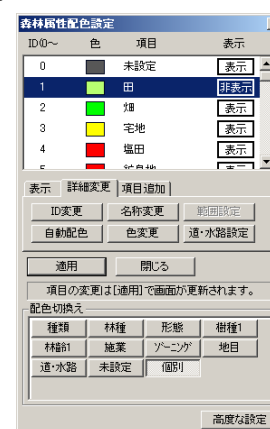 森林属性配色設定
ID(0～ 色 項目 表示
0 未設定 表示
1 田 非表示
2 畑 表示
3 宅地 表示
4 塩田 表示
表示 詳細変更 項目追加
ID変更 名称変更 範囲設定
自動配色 色変更 道・水路設定
適用 閉じる
項目の変更は[適用]で画面が更新されます。
配色切換え
種類 林種 形態 樹種1
林齢1 施業 ゾーニング 地目
道・水路 未設定 個別
高度な設定